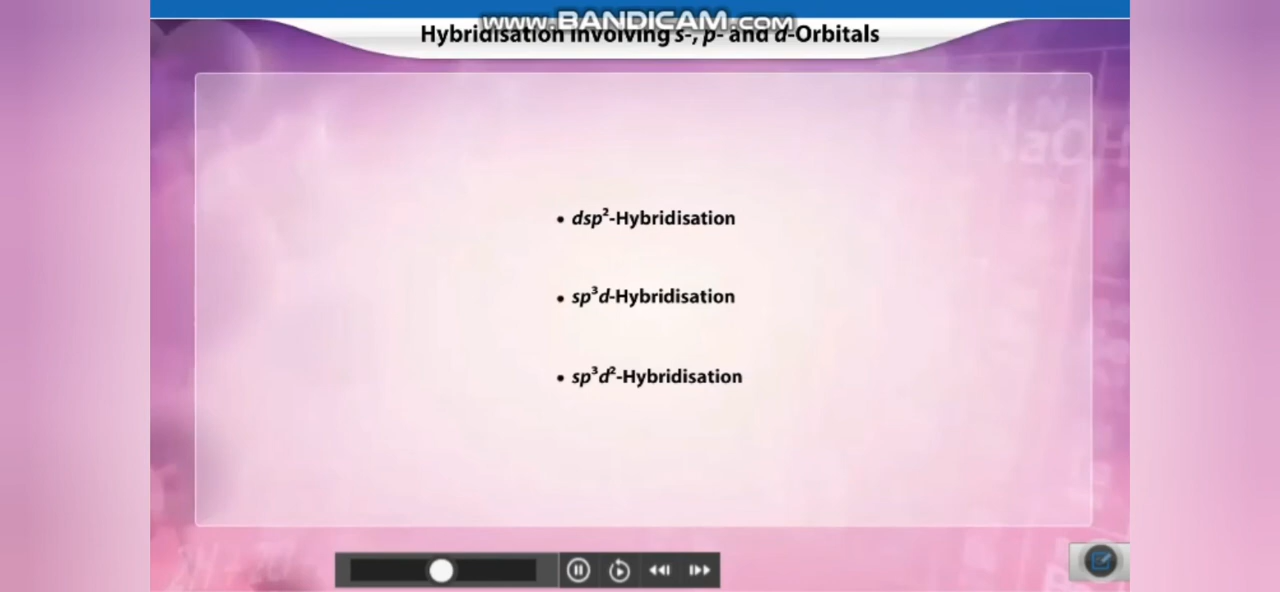 www.BANDICAM.com
Hybridisation involving s-, p- and d-Orbitals
• dsp²-Hybridisation
• sp³d-Hybridisation
• sp³d²-Hybridisation